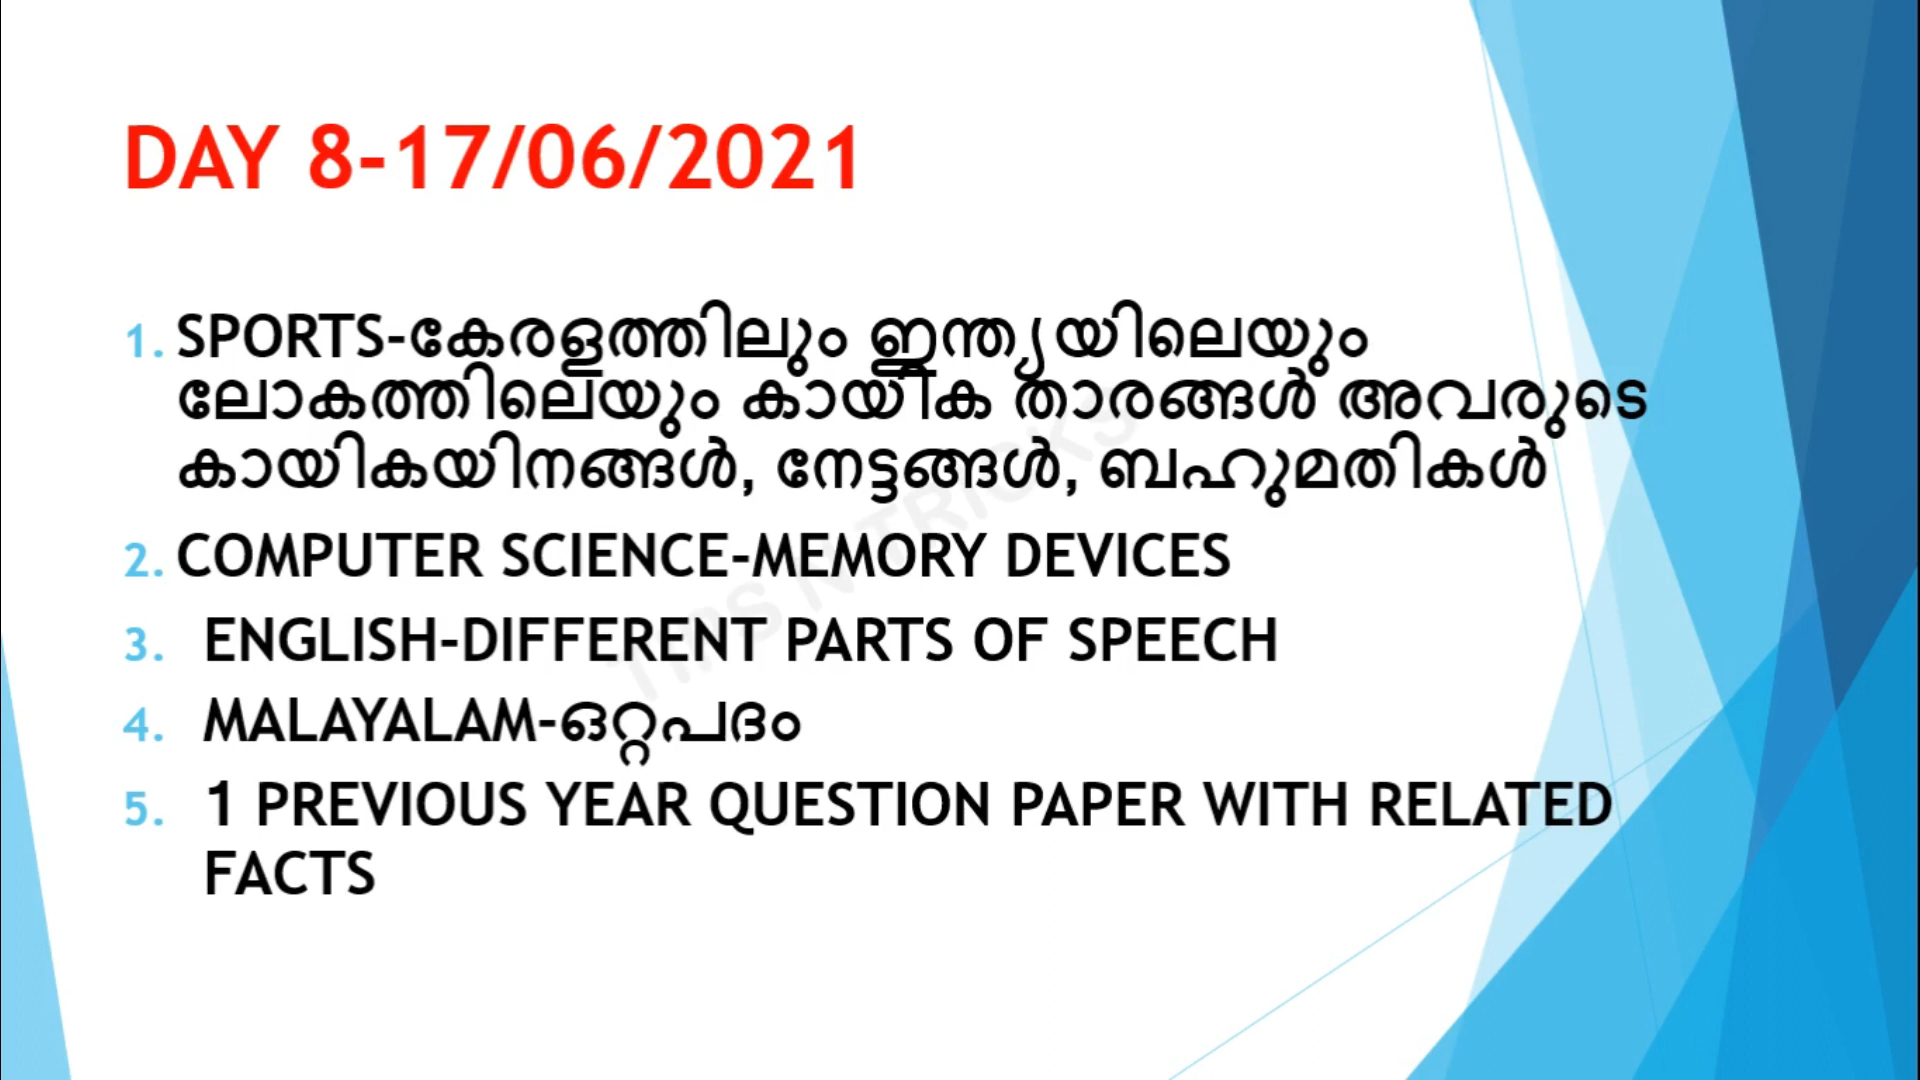 DAY 8-17/06/2021
1. SPORTS-കേരളത്തിലും ഇന്ത്യയിലെയും
ലോകത്തിലെയും കായിക താരങ്ങൾ അവരുടെ
കായികയിനങ്ങൾ, നേട്ടങ്ങൾ, ബഹുമതികൾ
2. COMPUTER SCIENCE-MEMORY DEVICES
3. ENGLISH-DIFFERENT PARTS OF SPEECH
4. MALAYALAM-ഒറ്റപദം
5. 1 PREVIOUS YEAR QUESTION PAPER WITH RELATED
FACTS
TIPS N TRICKS